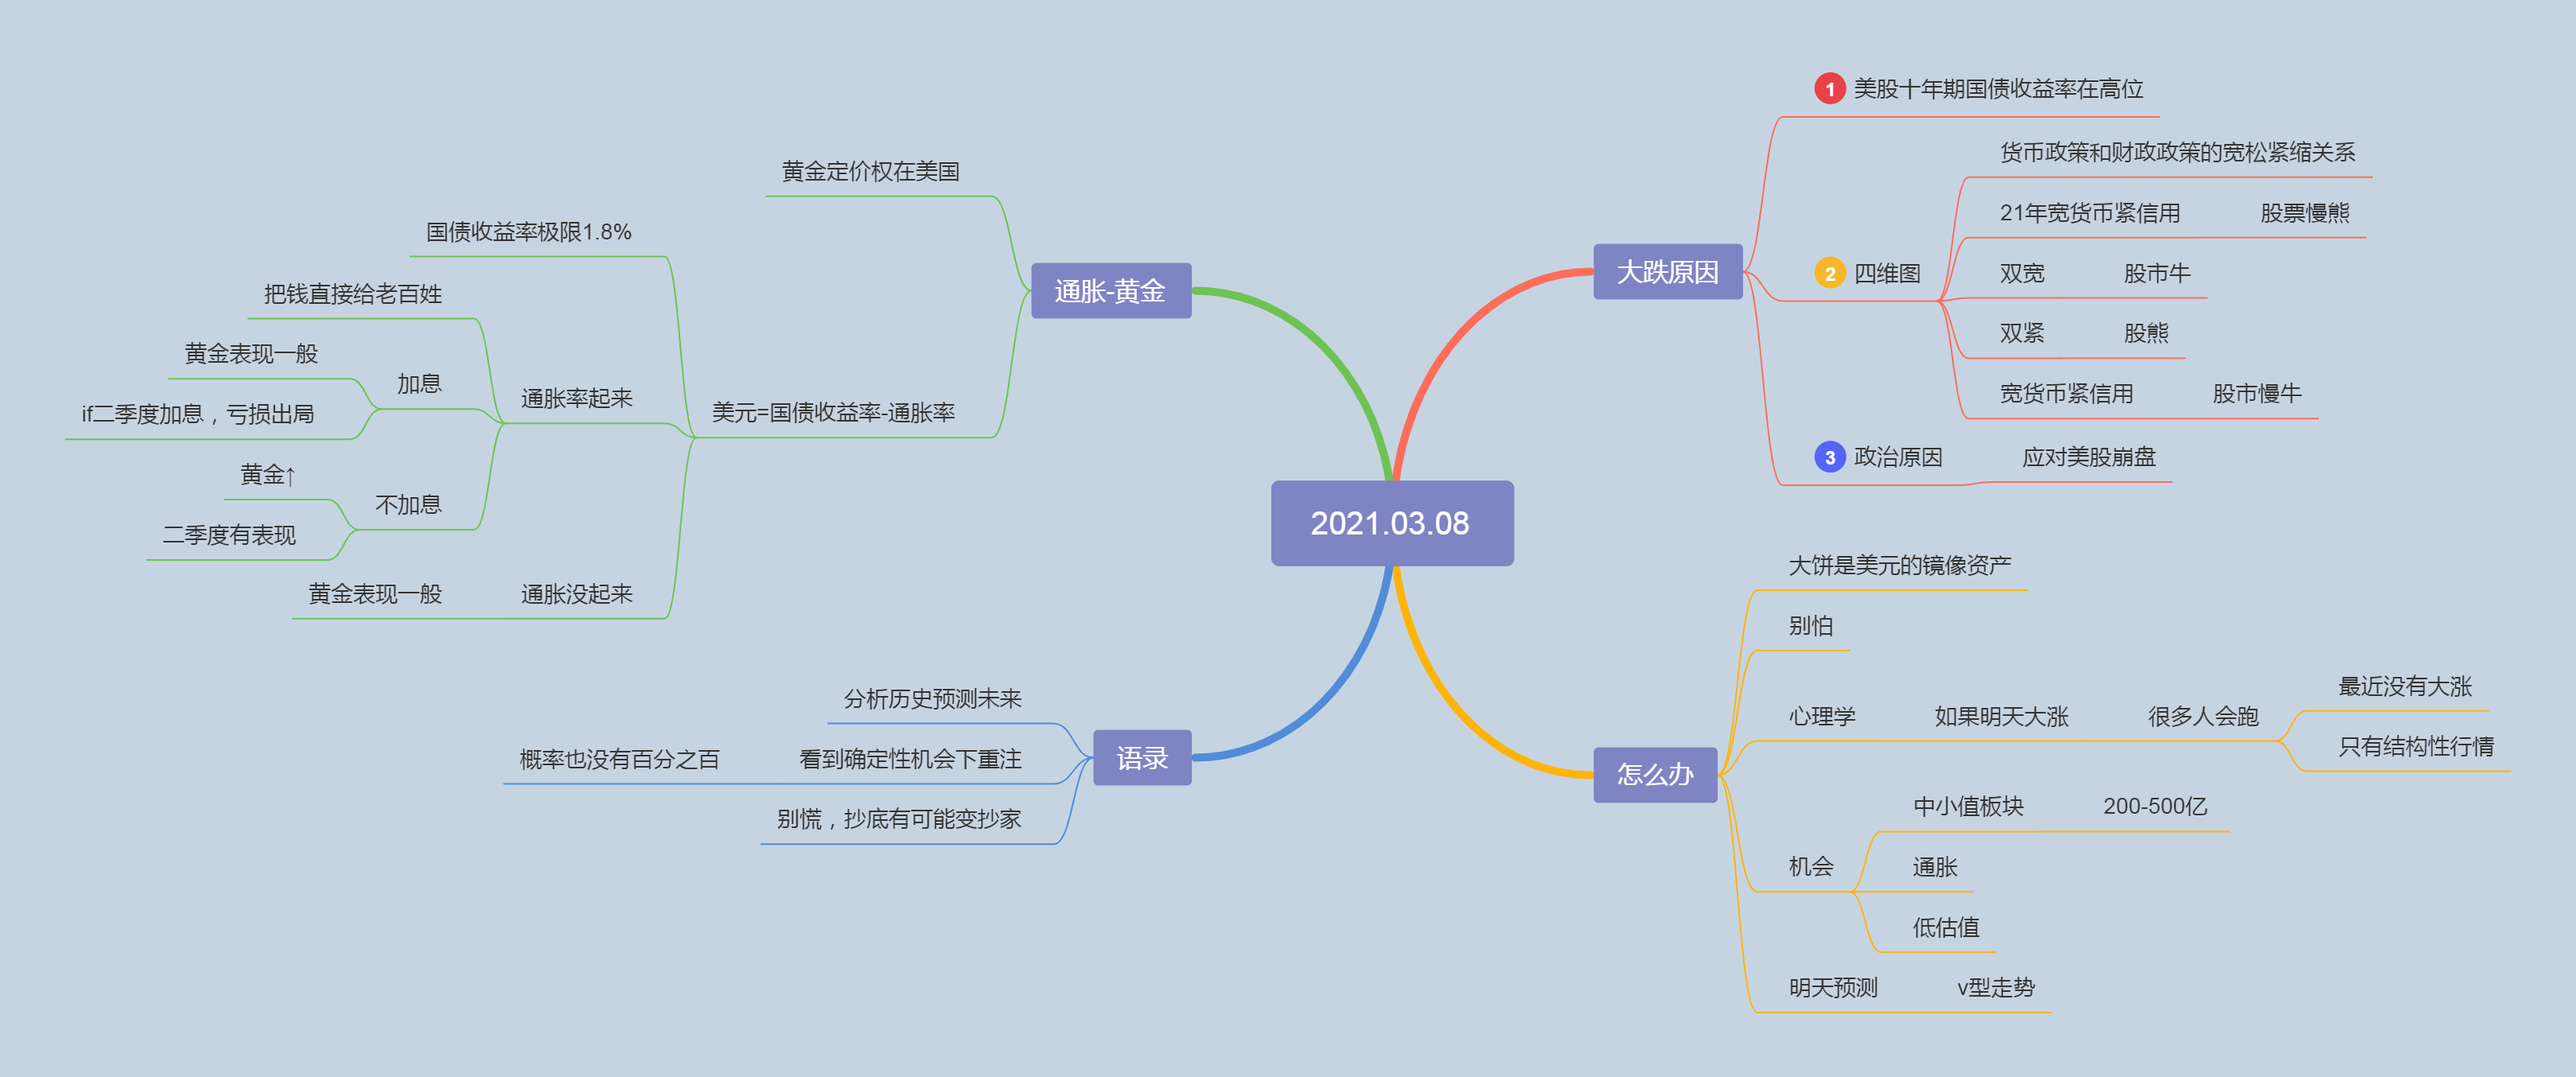 2021.03.08
大跌原因
1 美股十年期国债收益率在高位
2 四维图
货币政策和财政政策的宽松紧缩关系
21年宽货币紧信用 股票慢熊
双宽 股市牛
双紧 股熊
宽货币紧信用 股市慢牛
3 政治原因 应对美股崩盘
怎么办
大饼是美元的镜像资产
别怕
心理学 如果明天大涨 很多人会跑
最近没有大涨
只有结构性行情
机会
中小值板块 200-500亿
通胀
低估值
明天预测 v型走势
通胀-黄金
黄金定价权在美国
美元=国债收益率-通胀率
国债收益率极限1.8%
通胀率起来
把钱直接给老百姓
加息
黄金表现一般
if二季度加息，亏损出局
不加息
黄金↑
二季度有表现
通胀没起来
黄金表现一般
语录
分析历史预测未来
看到确定性机会下重注
概率也没有百分之百
别慌，抄底有可能变抄家